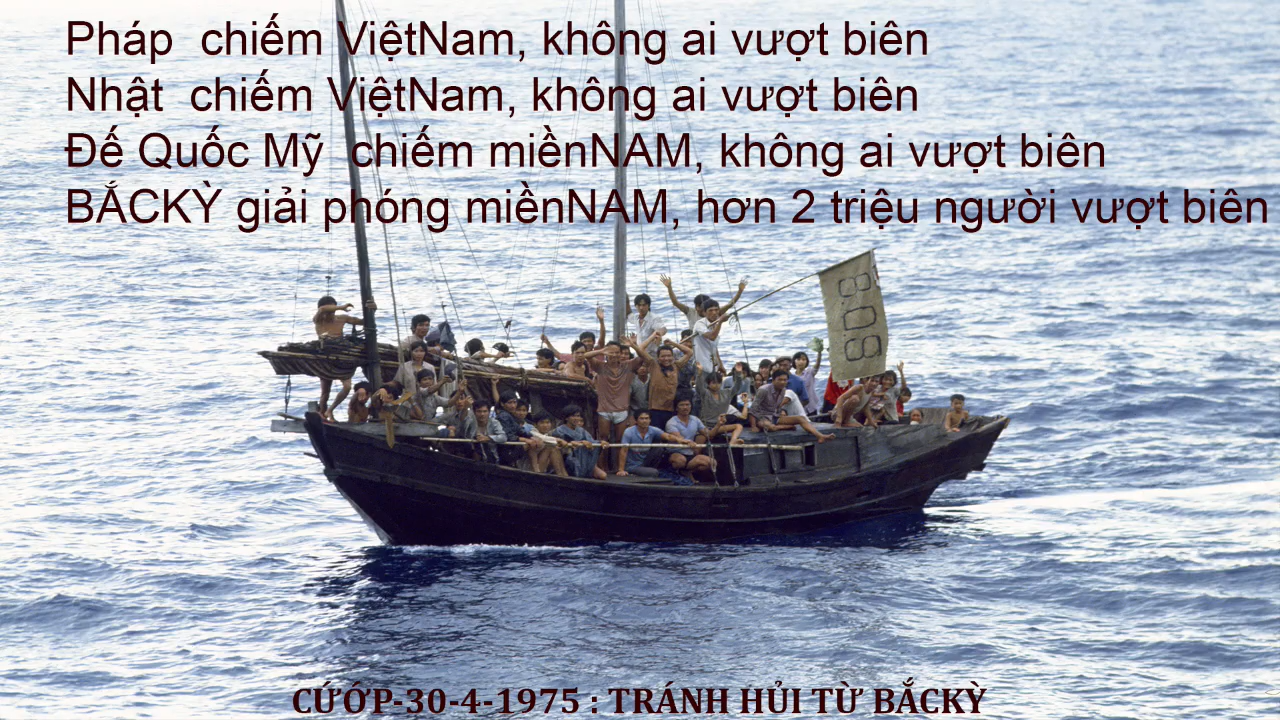 Pháp chiếm ViệtNam, không ai vượt biên
Nhật chiếm ViệtNam, không ai vượt biên
Đế Quốc Mỹ chiếm miềnNAM, không ai vượt biên
BẮCKỲ giải phóng miềnNAM, hơn 2 triệu người vượt biên
808
CỨỚP-30-4-1975 : TRÁNH HỦI TỪ BẮCKỲ